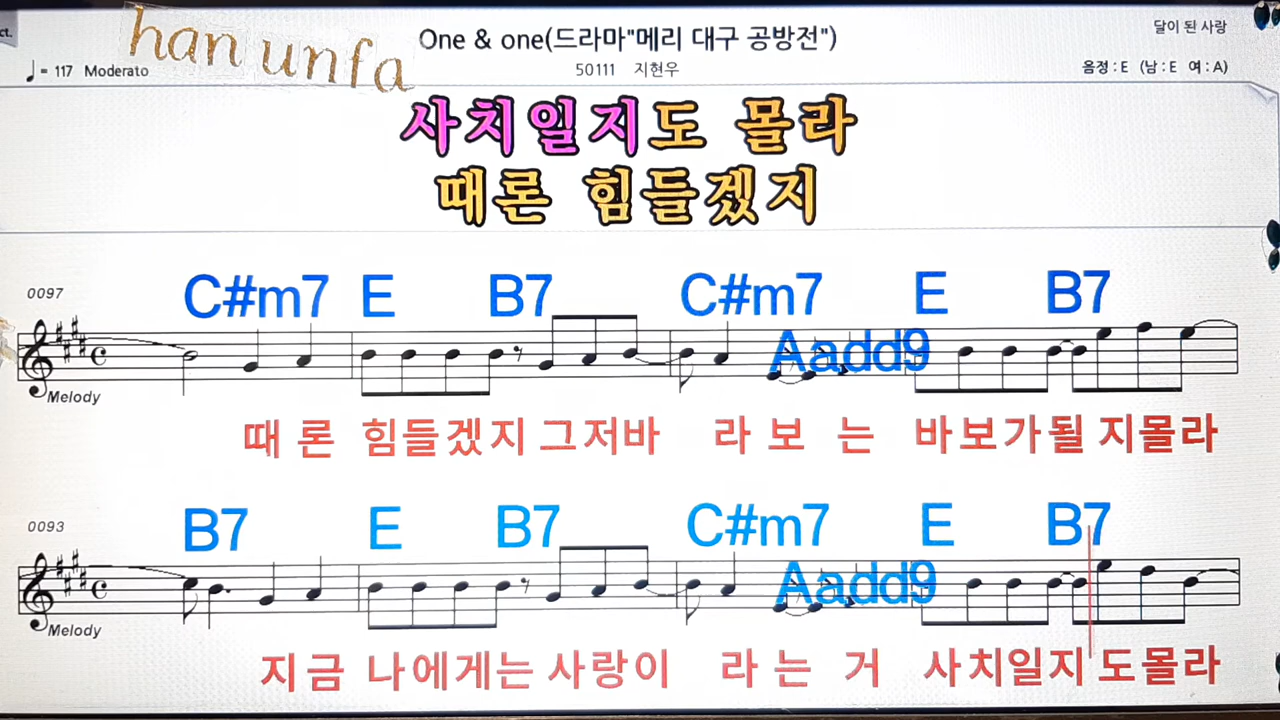 ct.
han unfa
One & one(드라마"메리 대구 공방전")
달이 된 사랑
♩= 117 Moderato
50111 지현우
음정 : E (남 : E 여 : A)
사치일지도 몰라
때론 힘들겠지
0097
C#m7 E B7 C#m7 Aadd9 E B7
Melody
때 론 힘들겠지 그저바 라 보 는 바보가될 지몰라
0093
B7 E B7 C#m7 Aadd9 E B7
Melody
지금 나에게는 사랑이 라 는 거 사치일지 도몰라